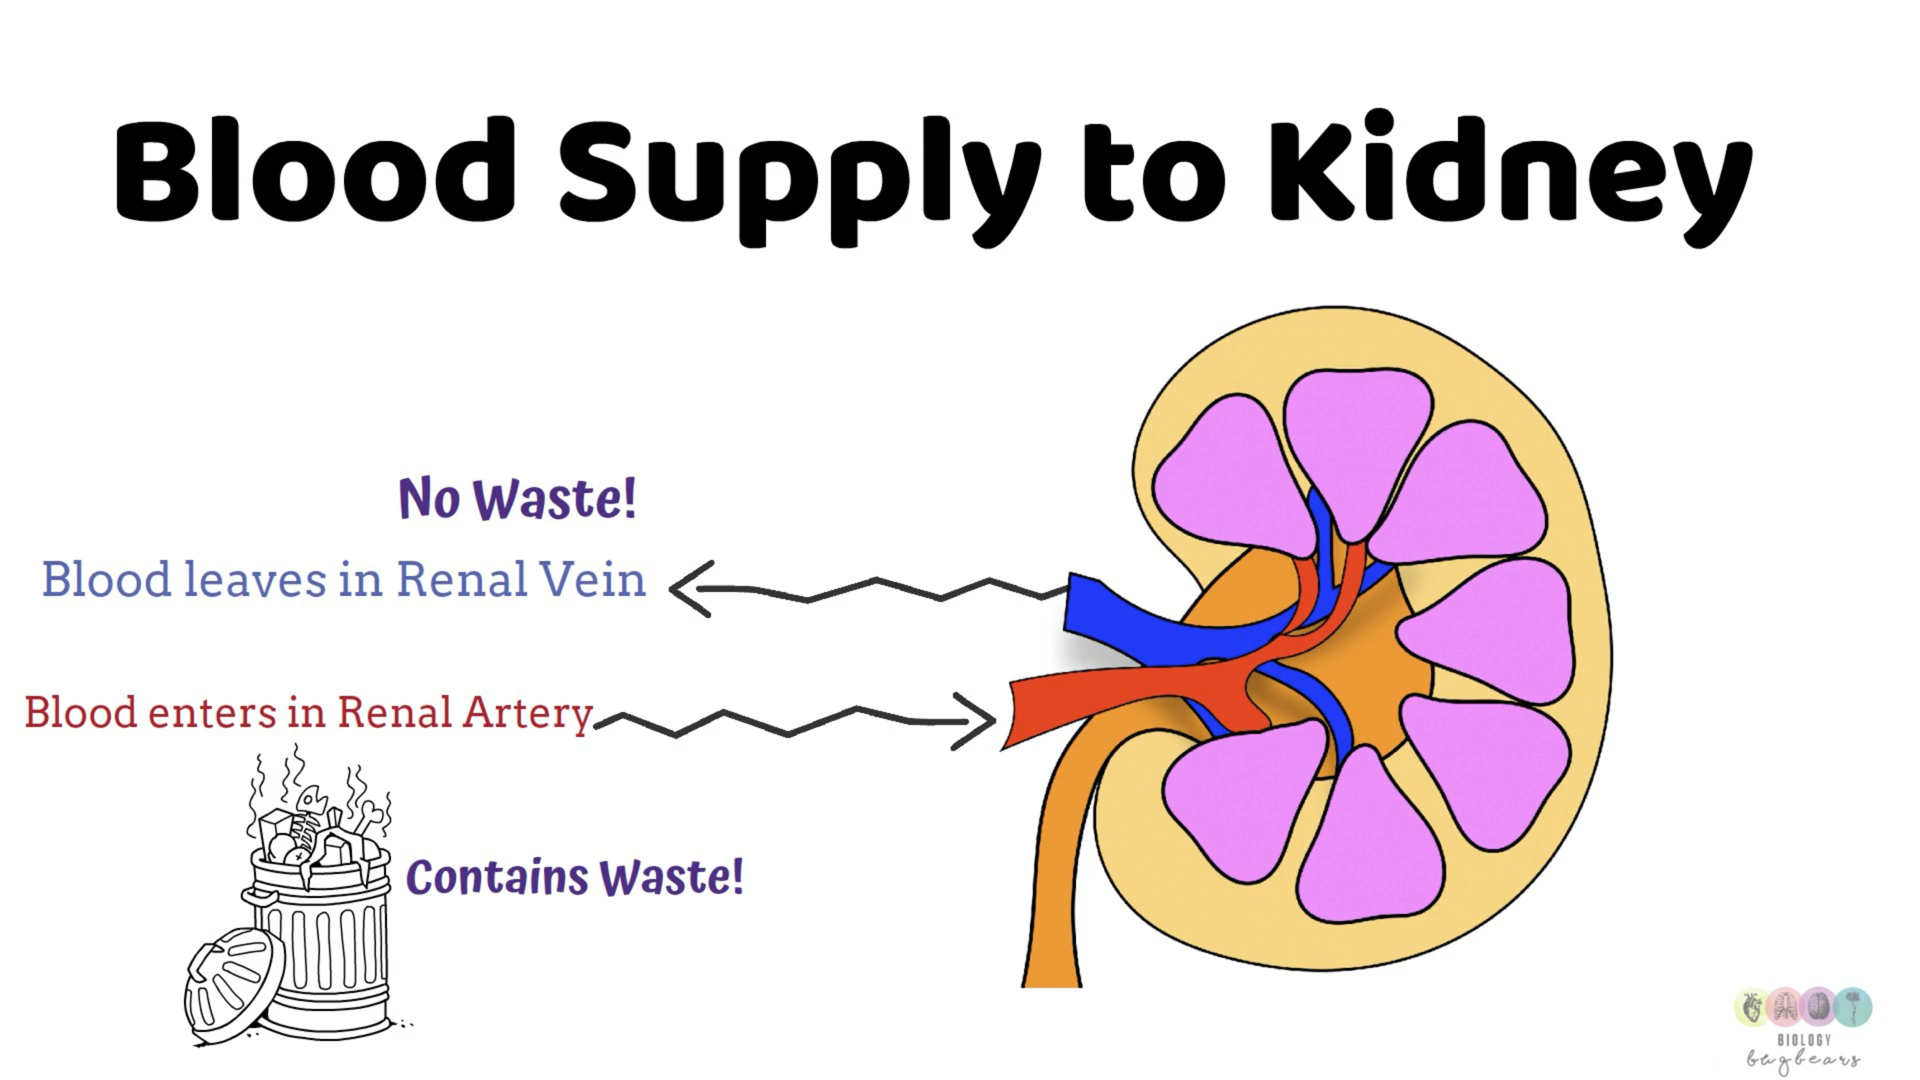 Blood Supply to Kidney
No Waste!
Blood leaves in Renal Vein
Blood enters in Renal Artery
Contains Waste!
BIOLOGY
bugbears